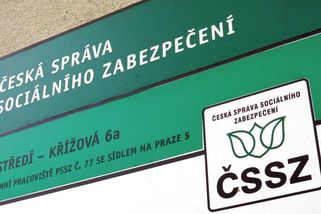 ČESKÁ SPRÁVA
SOCIÁLNÍHO ZABEZPEČENÍ
STŘEDÍ – KŘÍŽOVÁ 6a
PRACOVIŠTĚ PSSZ Č. 77 SE SÍDLEM NA PRAZE 5
ČESKÁ SPRÁVA SOCIÁLNÍHO
ZABEZPEČENÍ
ČSSZ